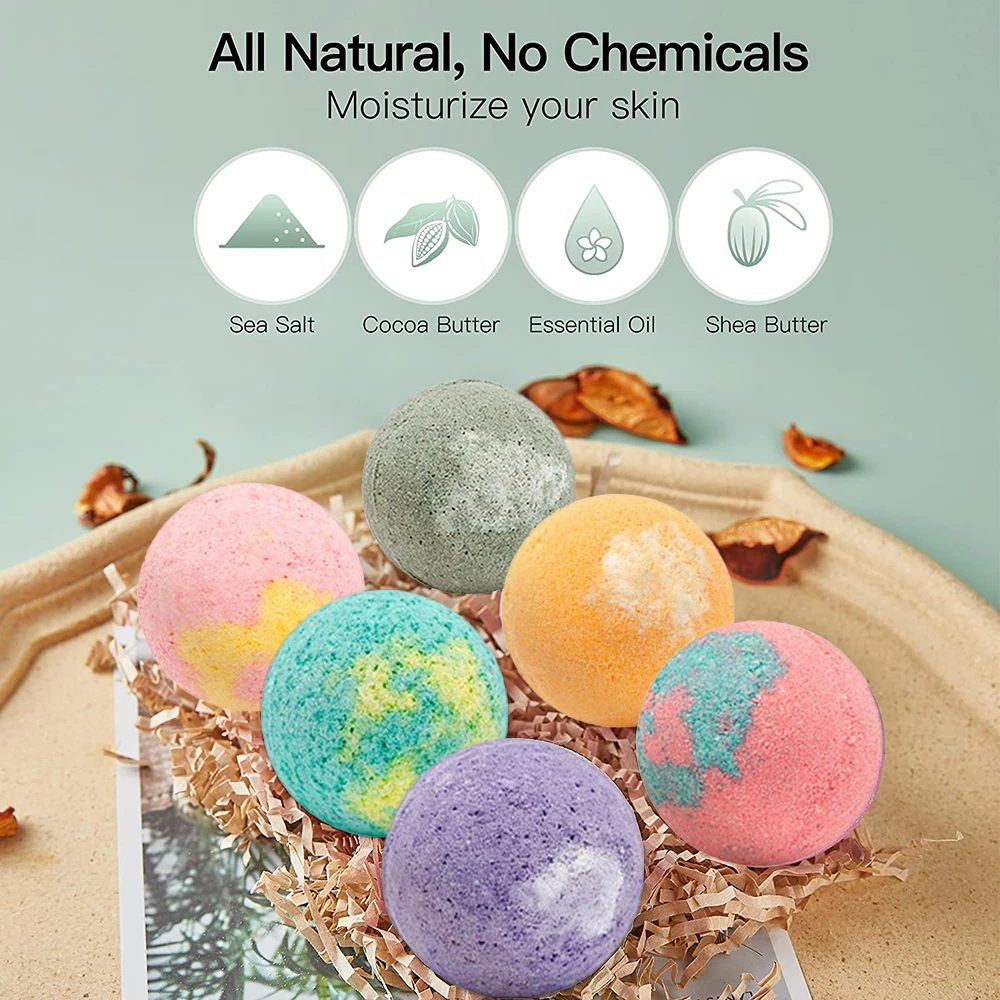 All Natural, No Chemicals
Moisturize your skin
Sea Salt Cocoa Butter Essential Oil Shea Butter